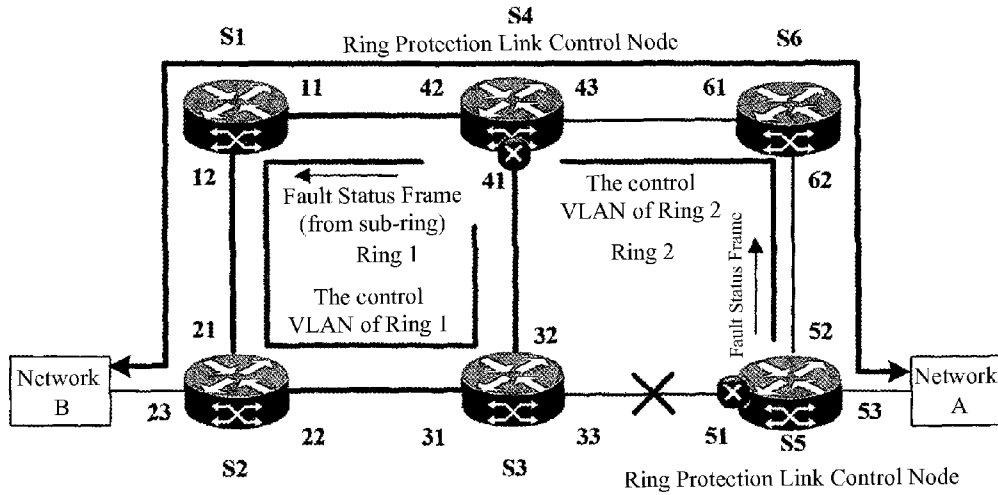 S4
S1
Ring Protection Link Control Node
S6
11
42
43
61
12
41
62
Fault Status Frame
(from sub-ring)
Ring 1
The control
VLAN of Ring 2
Ring 2
Fault Status Frame
The control
VLAN of Ring 1
21
32
52
Network
B
23
22
31
33
51
53
Network
A
S2
S3
S5
Ring Protection Link Control Node